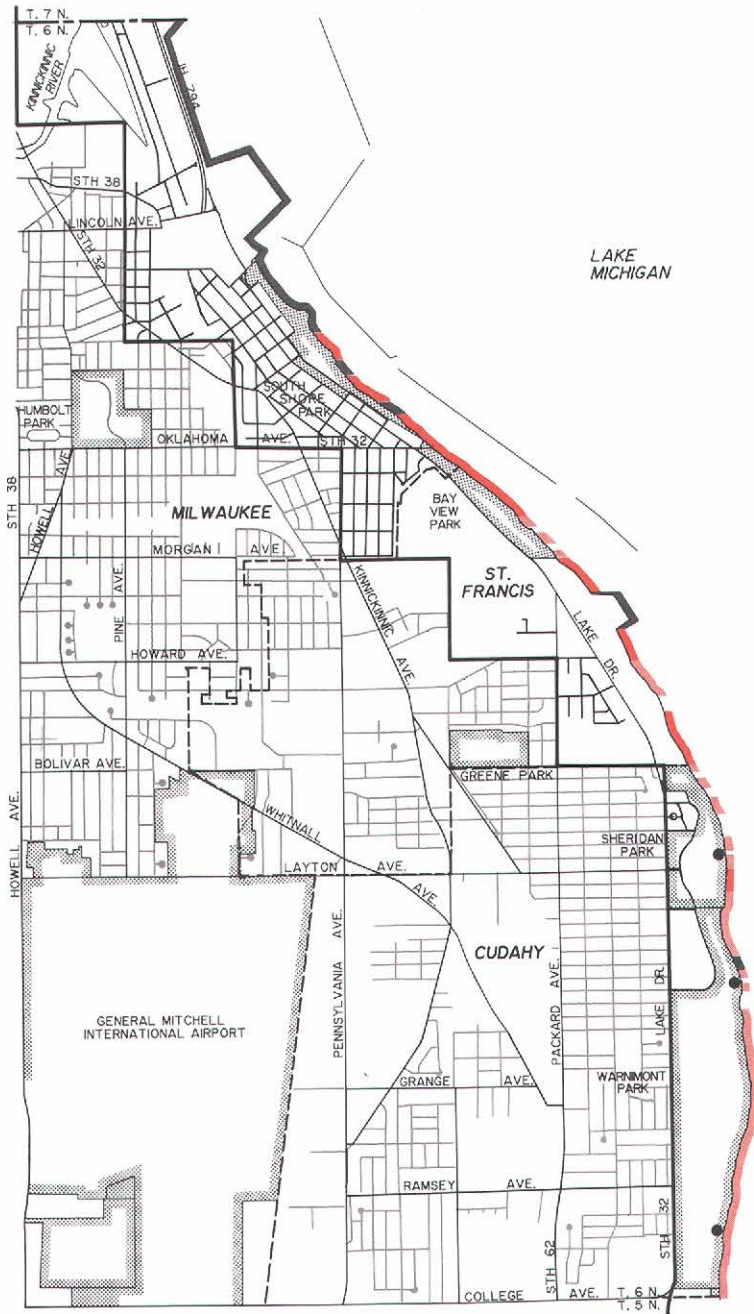 T. 7 N.
T. 6 N.
KINNICKINNIC
RIVER
IH 794
STH 38
LINCOLN AVE.
STH 32
LAKE
MICHIGAN
SOUTH
SHORE
PARK
HUMBOLT
PARK
OKLAHOMA AVE.
STH 32
STH 38
HOWELL AVE.
BAY
VIEW
PARK
MILWAUKEE
MORGAN AVE.
ST.
FRANCIS
PINE AVE.
KINNICKINNIC AVE.
LAKE DR.
HOWARD AVE.
BOLIVAR AVE.
GREENE PARK
HOWELL AVE.
WHITNALL AVE.
SHERIDAN
PARK
LAYTON AVE.
CUDAHY
PENNSYLVANIA AVE.
PACKARD AVE.
LAKE DR.
GENERAL MITCHELL
INTERNATIONAL AIRPORT
GRANGE AVE.
WARNIMONT
PARK
RAMSEY AVE.
STH 62
STH 32
COLLEGE AVE.
T. 6 N.
T. 5 N.